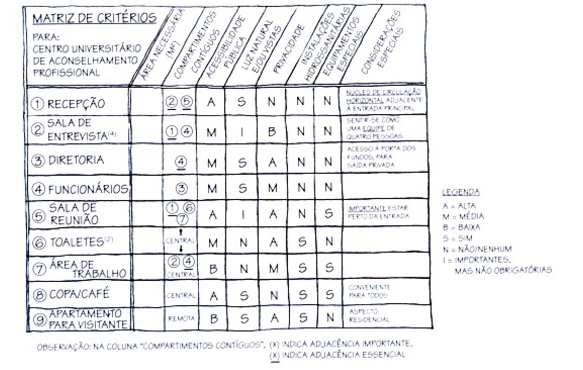 MATRIZ DE CRITÉRIOS
PARA:
CENTRO UNIVERSITÁRIO
DE ACONSELHAMENTO
PROFISSIONAL
ÁREA NECESSÁRIA (M²)
COMPARTIMENTOS CONTÍGUOS
ACESSIBILIDADE PÚBLICA
LUZ NATURAL E/OU VISTAS
PRIVACIDADE
INSTALAÇÕES HIDROSSANITÁRIAS
EQUIPAMENTOS ESPECIAIS
CONSIDERAÇÕES ESPECIAIS
① RECEPÇÃO ② ⑤ A S N N N NÚCLEO DE CIRCULAÇÃO
HORIZONTAL ADJACENTE
À ENTRADA PRINCIPAL
② SALA DE
ENTREVISTA(4) ① ④ M I B N N SENTIR-SE COMO
UMA EQUIPE DE
QUATRO PESSOAS
③ DIRETORIA ④ M S A N N ACESSO À PORTA DOS
FUNDOS, PARA
SAÍDA PRIVADA
④ FUNCIONÁRIOS ③ M S M N N
⑤ SALA DE
REUNIÃO ① ⑥ ⑦ A I A N S IMPORTANTE ESTAR
PERTO DA ENTRADA
⑥ TOALETES(2) CENTRAL M N A S N
⑦ ÁREA DE
TRABALHO ② ④ CENTRAL B N M S S
⑧ COPA/CAFÉ CENTRAL A S N S S CONVENIENTE
PARA TODOS
⑨ APARTAMENTO
PARA VISITANTE REMOTA B S A S N ASPECTO
RESIDENCIAL
LEGENDA
A = ALTA
M = MÉDIA
B = BAIXA
S = SIM
N = NÃO/NENHUM
I = IMPORTANTES,
MAS NÃO OBRIGATÓRIAS
OBSERVAÇÃO: NA COLUNA "COMPARTIMENTOS CONTÍGUOS", (X) INDICA ADJACÊNCIA IMPORTANTE.
(X) INDICA ADJACÊNCIA ESSENCIAL